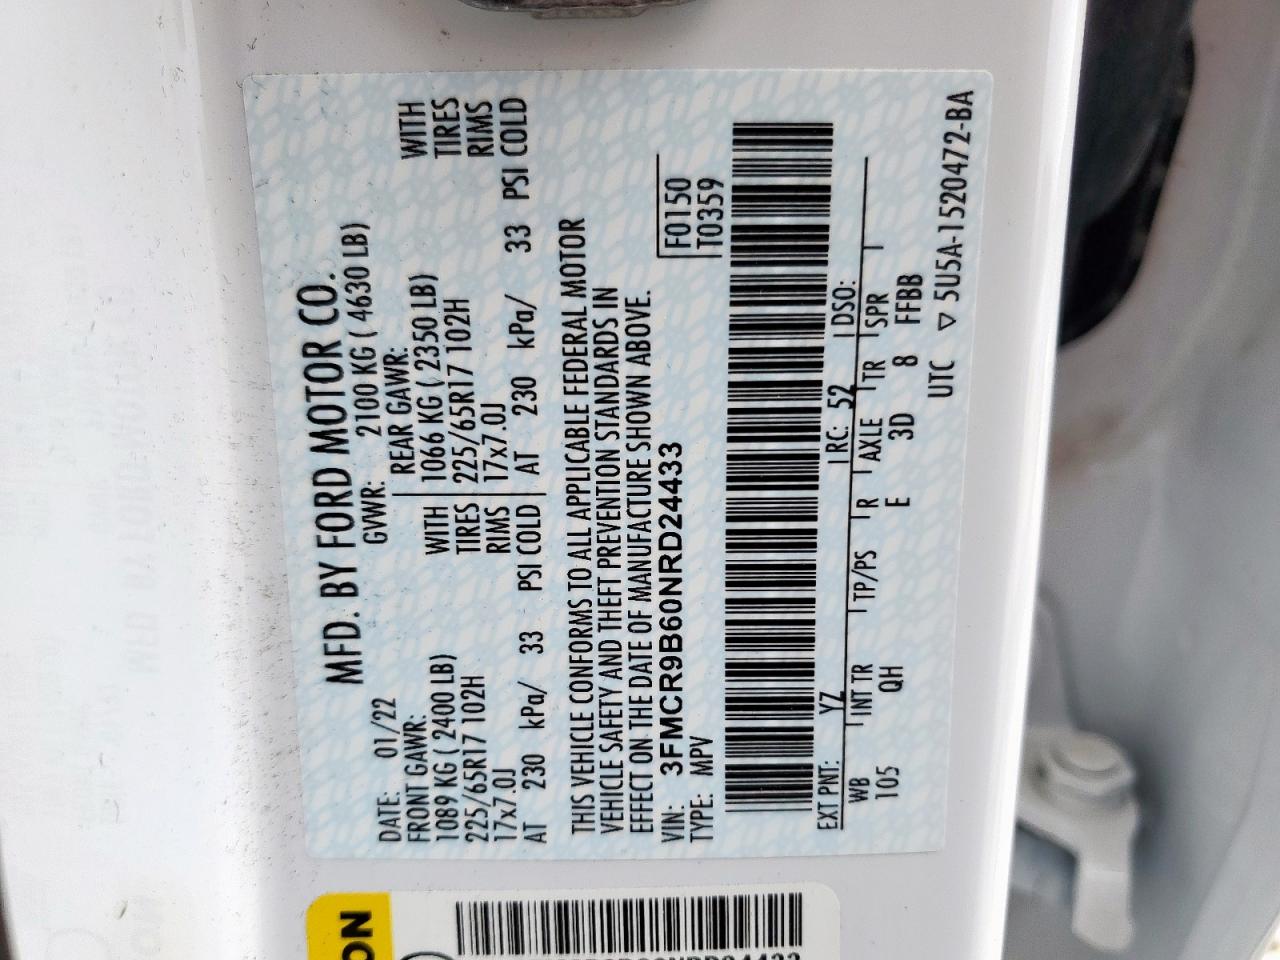 MFD. BY FORD MOTOR CO.
DATE: 01/22 GVWR: 2100 KG ( 4630 LB)
FRONT GAWR: REAR GAWR:
1089 KG ( 2400 LB) WITH 1066 KG ( 2350 LB) WITH
225/65R17 102H TIRES 225/65R17 102H TIRES
17x7.0J RIMS 17x7.0J RIMS
AT 230 kPa/ 33 PSI COLD AT 230 kPa/ 33 PSI COLD
THIS VEHICLE CONFORMS TO ALL APPLICABLE FEDERAL MOTOR
VEHICLE SAFETY AND THEFT PREVENTION STANDARDS IN
EFFECT ON THE DATE OF MANUFACTURE SHOWN ABOVE.
VIN: 3FMCR9B60NRD24433 F0150
TYPE: MPV T0359
EXT PNT: YZ RC: 52 DSO:
WB INT TR TP/PS R AXLE TR SPR
105 QH E 3D 8 FFBB
UTC ▽ 5U5A-1520472-BA
ON